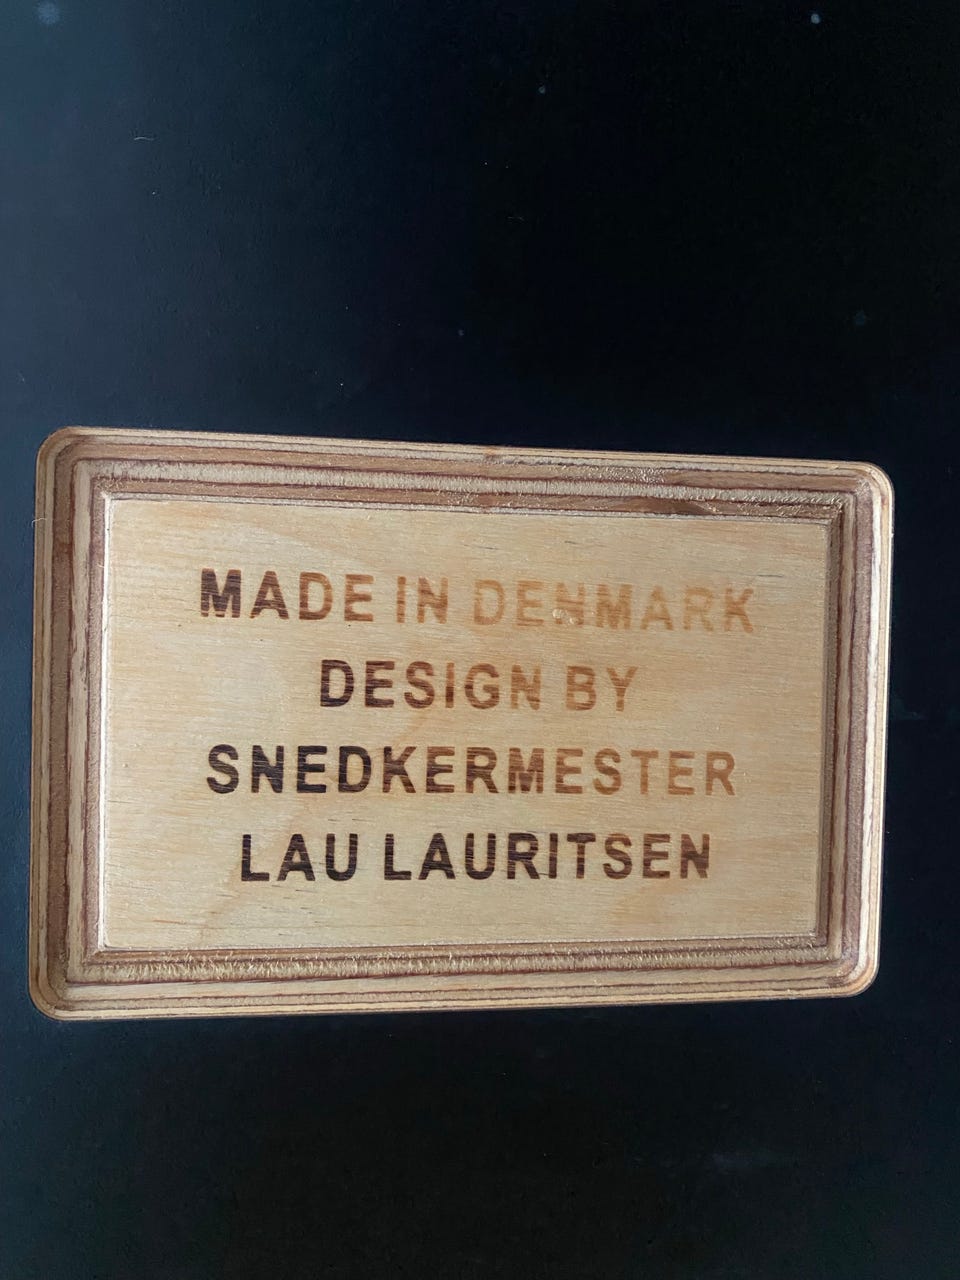 MADE IN DENMARK
DESIGN BY
SNEDKERMESTER
LAU LAURITSEN